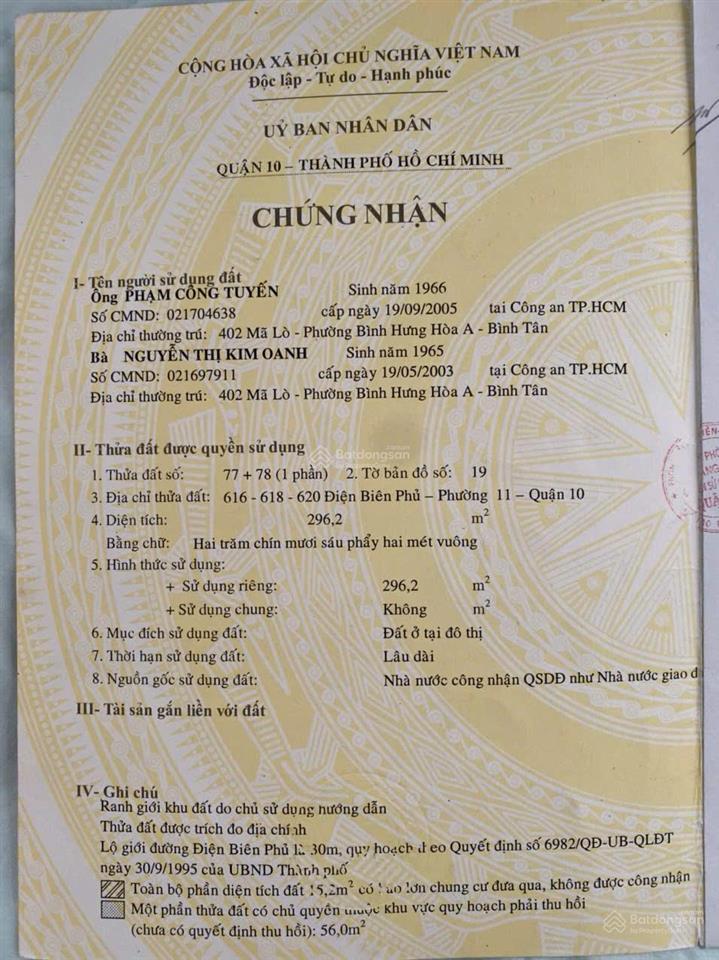 CỘNG HÒA XÃ HỘI CHỦ NGHĨA VIỆT NAM
Độc lập - Tự do - Hạnh phúc
UỶ BAN NHÂN DÂN
QUẬN 10 – THÀNH PHỐ HỒ CHÍ MINH
CHỨNG NHẬN
I- Tên người sử dụng đất
Ông PHẠM CÔNG TUYẾN Sinh năm 1966
Số CMND: 021704638 cấp ngày 19/09/2005 tai Công an TP.HCM
Địa chỉ thường trú: 402 Mã Lò - Phường Bình Hưng Hòa A - Bình Tân
Bà NGUYỄN THỊ KIM OANH Sinh năm 1965
Số CMND: 021697911 cấp ngày 19/05/2003 tại Công an TP.HCM
Địa chỉ thường trú: 402 Mã Lò - Phường Bình Hưng Hòa A - Bình Tân
II- Thửa đất được quyền sử dụng
1. Thửa đất số: 77 + 78 (1 phần) 2. Tờ bản đồ số: 19
3. Địa chỉ thửa đất: 616 - 618 - 620 Điện Biên Phủ – Phường 11 – Quận 10
4. Diện tích: 296,2 m²
Bằng chữ: Hai trăm chín mươi sáu phẩy hai mét vuông
5. Hình thức sử dụng:
+ Sử dụng riêng: 296,2 m²
+ Sử dụng chung: Không m²
6. Mục đích sử dụng đất: Đất ở tại đô thị
7. Thời hạn sử dụng đất: Lâu dài
8. Nguồn gốc sử dụng đất: Nhà nước công nhận QSDĐ như Nhà nước giao
III- Tài sản gắn liền với đất
IV- Ghi chú
Ranh giới khu đất do chủ sử dụng hướng dẫn
Thửa đất được trích đo địa chính
Lộ giới đường Điện Biên Phủ là 30m, quy hoạch theo Quyết định số 6982/QĐ-UB-QLĐT
ngày 30/9/1995 của UBND Thành phố
Toàn bộ phần diện tích đất 15,2m² có lơn chung cư đưa qua, không được công nhận
Một phần thửa đất có chủ quyền thuộc khu vực quy hoạch phải thu hồi
(chưa có quyết định thu hồi): 56,0m²
Batdongsan
Batdongsan
by PropertyGuru